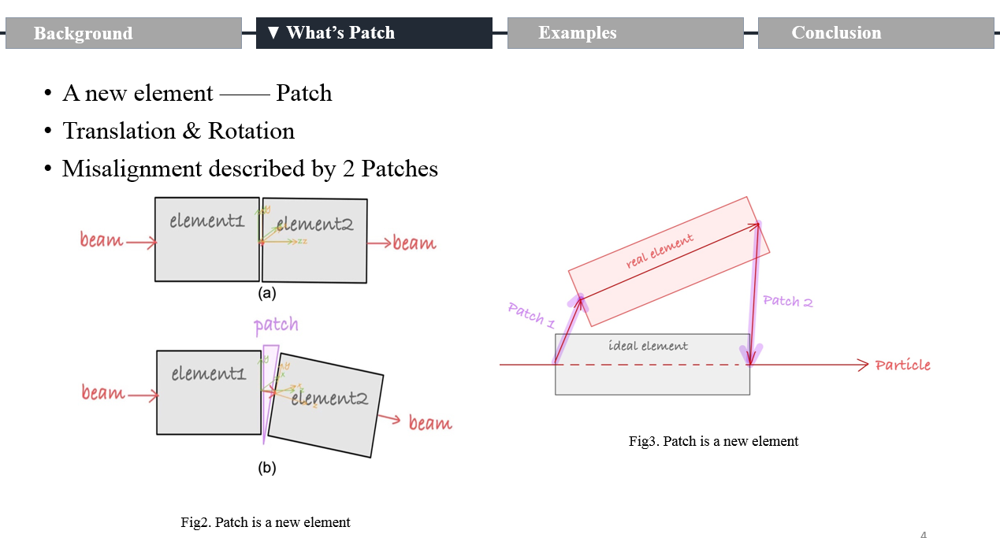 Background
▼ What's Patch
Examples
Conclusion
• A new element —— Patch
• Translation & Rotation
• Misalignment described by 2 Patches
element1
element2
beam
beam
y
y
z
z
(a)
patch
element1
element2
beam
beam
y
y
x
x
z
z
(b)
Fig2. Patch is a new element
real element
Patch 1
Patch 2
ideal element
Particle
Fig3. Patch is a new element
4